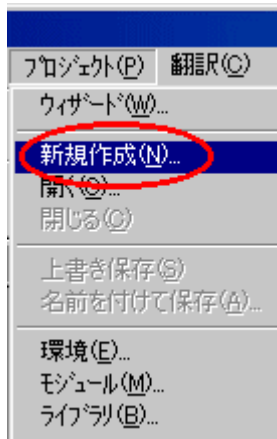 ﾌﾟﾛｼﾞｪｸﾄ(P) 翻訳(C)
ｳｨｻﾞｰﾄﾞ(W)...
新規作成(N)...
開く(O)...
閉じる(C)
上書き保存(S)
名前を付けて保存(A)...
環境(E)...
ﾓｼﾞｭｰﾙ(M)...
ﾗｲﾌﾞﾗﾘ(B)...